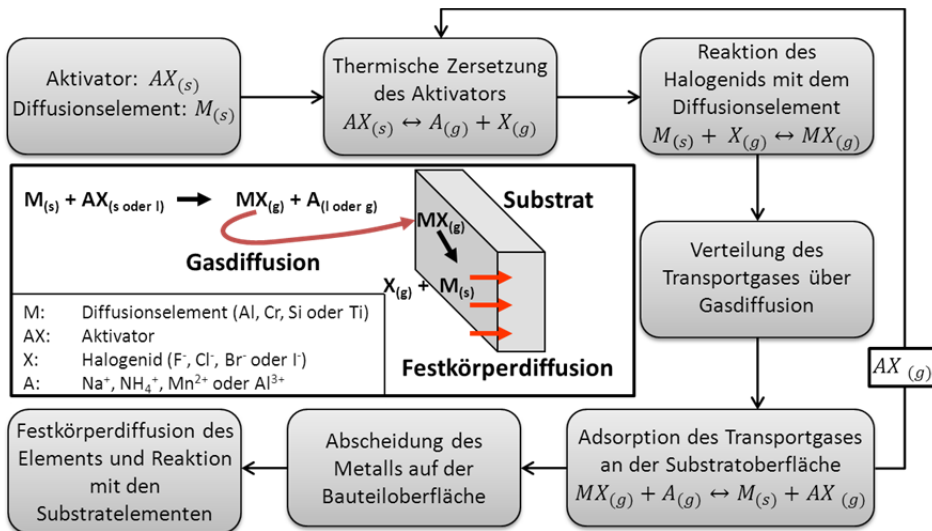 Aktivator: AX(s)
Diffusionselement: M(s)
Thermische Zersetzung
des Aktivators
AX(s) ↔ A(g) + X(g)
Reaktion des
Halogenids mit dem
Diffusionselement
M(s) + X(g) ↔ MX(g)
M(s) + AX(s oder l) → MX(g) + A(l oder g)
Gasdiffusion
Substrat
MX(g)
X(g) + M(s)
Festkörperdiffusion
M: Diffusionselement (Al, Cr, Si oder Ti)
AX: Aktivator
X: Halogenid (F⁻, Cl⁻, Br⁻ oder I⁻)
A: Na⁺, NH₄⁺, Mn²⁺ oder Al³⁺
Verteilung des
Transportgases über
Gasdiffusion
AX (g)
Adsorption des Transportgases
an der Substratoberfläche
MX(g) + A(g) ↔ M(s) + AX (g)
Abscheidung des
Metalls auf der
Bauteiloberfläche
Festkörperdiffusion des
Elements und Reaktion
mit den
Substratelementen